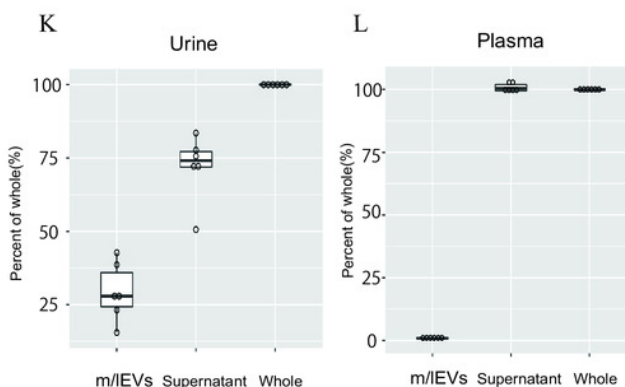 K
Urine
Percent of whole(%)
100
75
50
25
m/lEVs Supernatant Whole
L
Plasma
Percent of whole(%)
100
75
50
25
0
m/lEVs Supernatant Whole